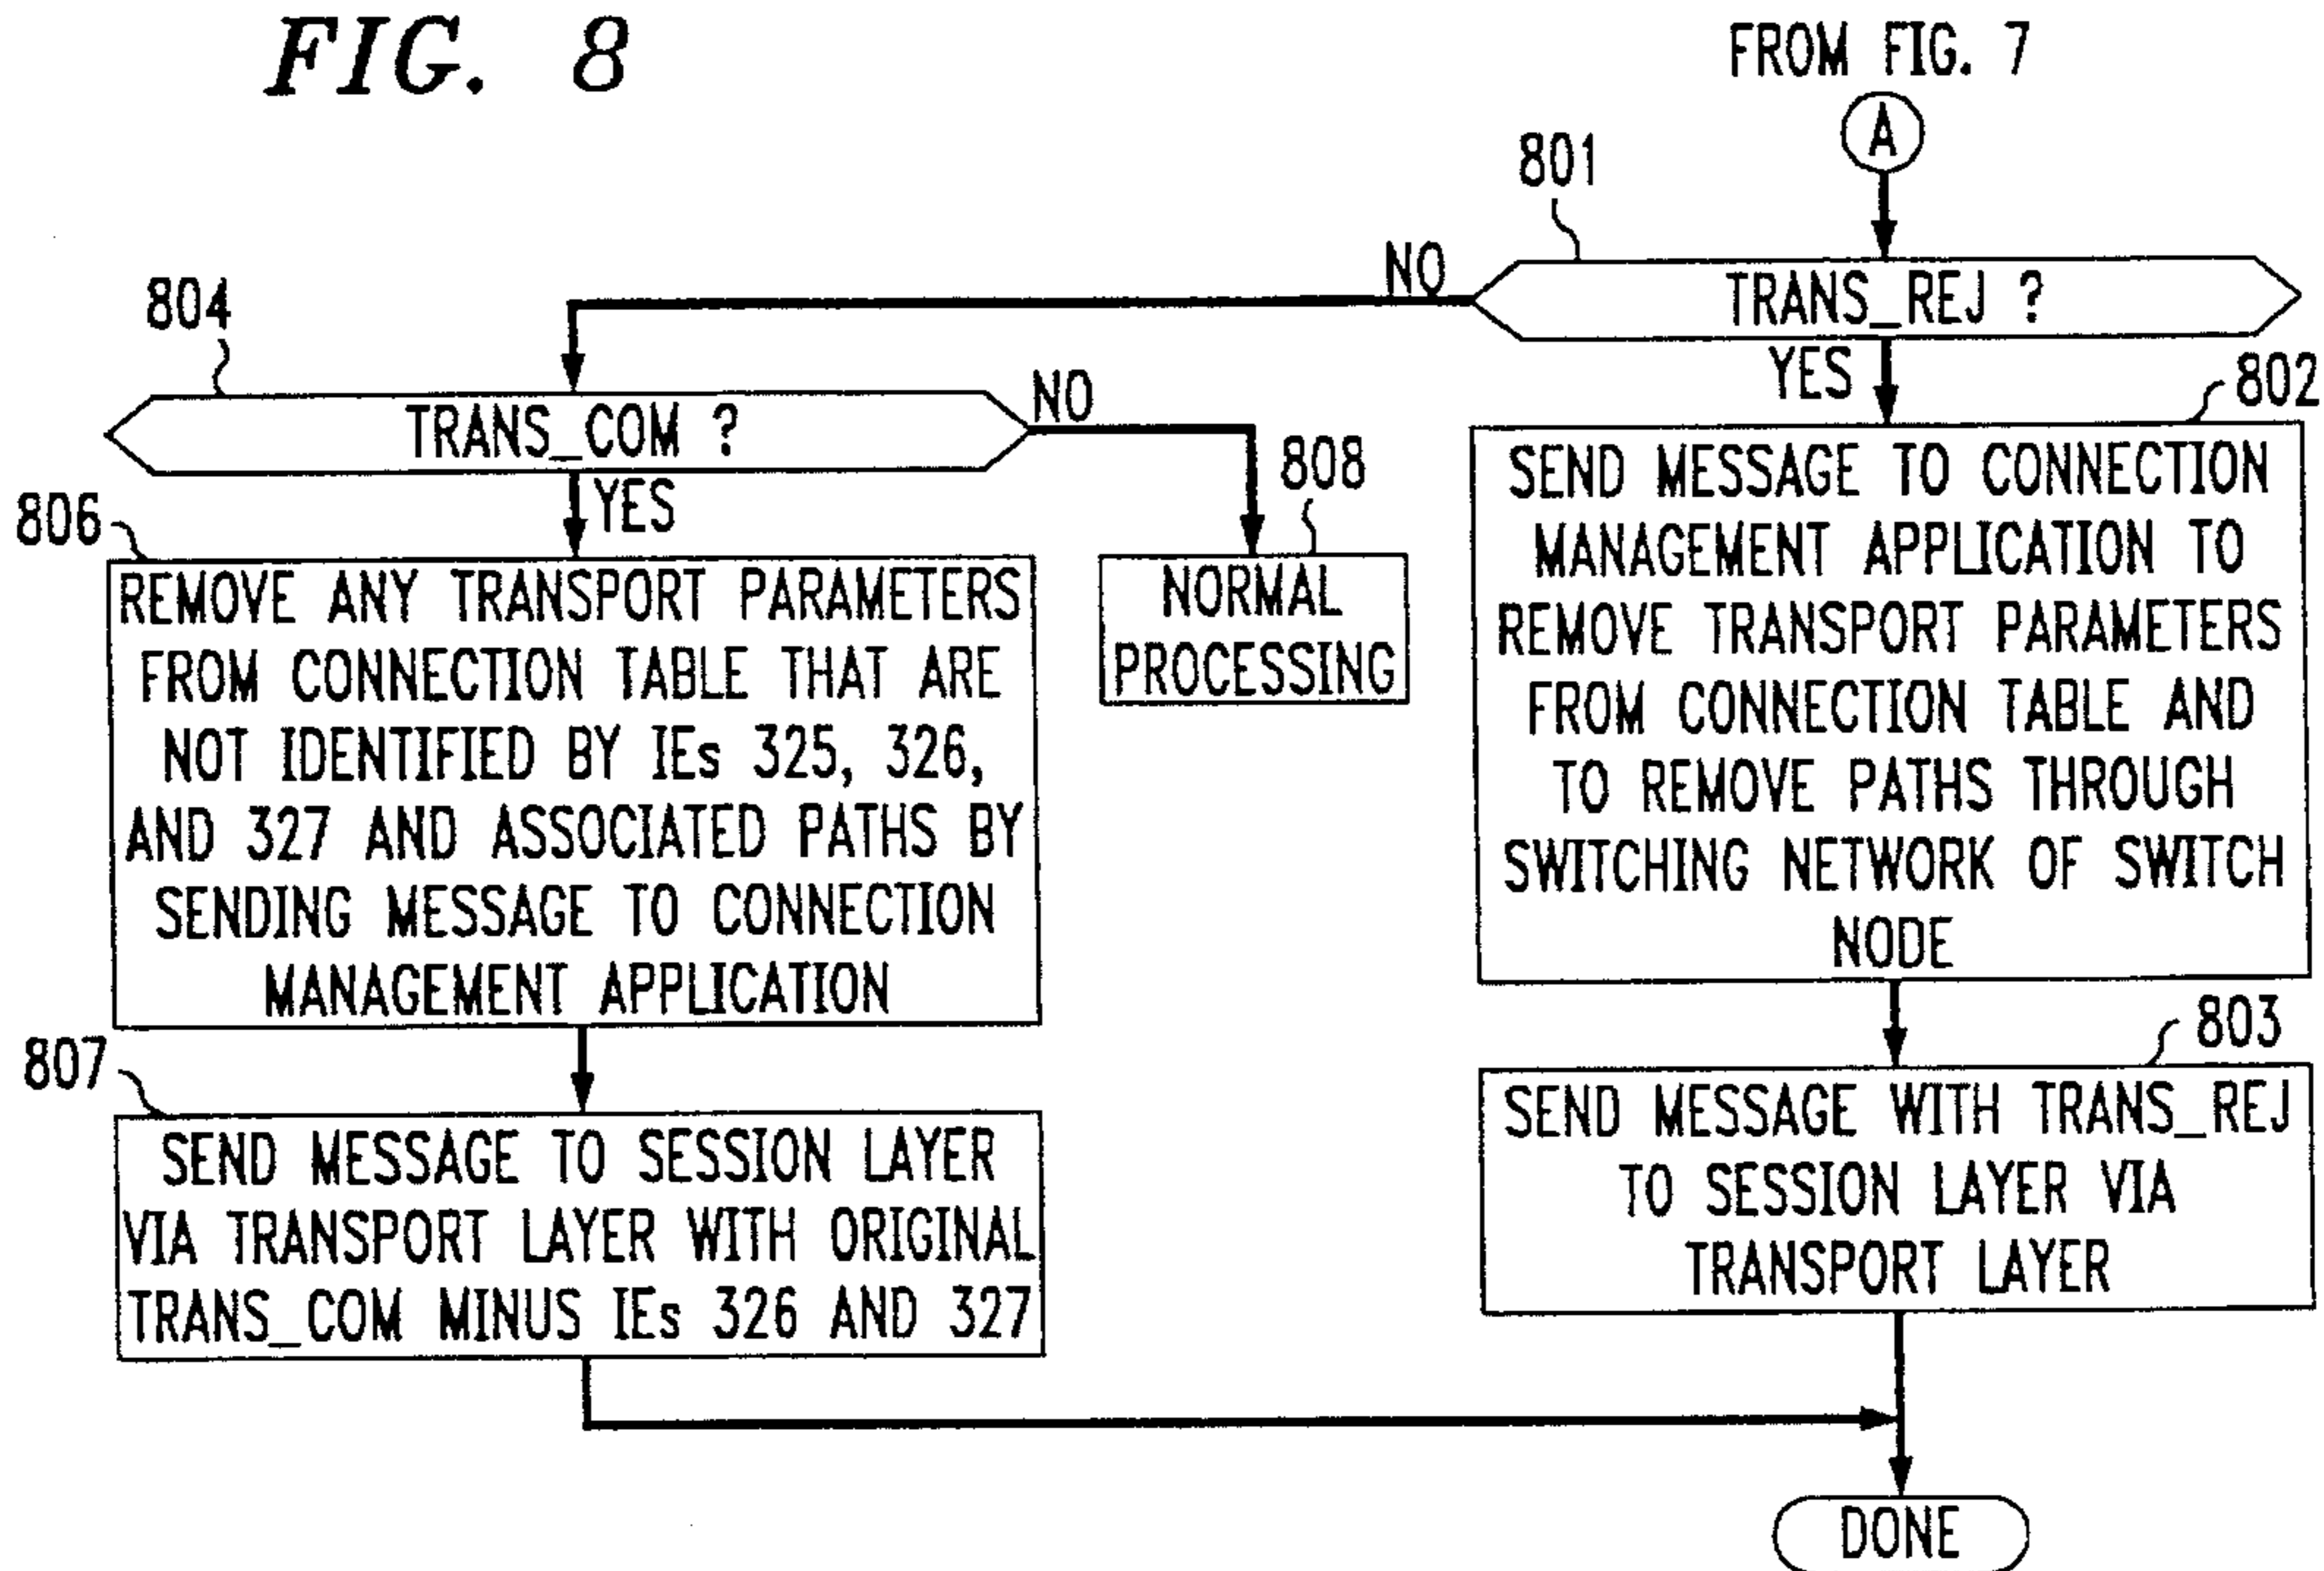 FIG. 8
FROM FIG. 7
A
801
TRANS_REJ ?
NO
YES
804
TRANS_COM ?
NO
YES
802
SEND MESSAGE TO CONNECTION
MANAGEMENT APPLICATION TO
REMOVE TRANSPORT PARAMETERS
FROM CONNECTION TABLE AND
TO REMOVE PATHS THROUGH
SWITCHING NETWORK OF SWITCH
NODE
808
NORMAL
PROCESSING
806
REMOVE ANY TRANSPORT PARAMETERS
FROM CONNECTION TABLE THAT ARE
NOT IDENTIFIED BY IEs 325, 326,
AND 327 AND ASSOCIATED PATHS BY
SENDING MESSAGE TO CONNECTION
MANAGEMENT APPLICATION
803
SEND MESSAGE WITH TRANS_REJ
TO SESSION LAYER VIA
TRANSPORT LAYER
807
SEND MESSAGE TO SESSION LAYER
VIA TRANSPORT LAYER WITH ORIGINAL
TRANS_COM MINUS IEs 326 AND 327
DONE